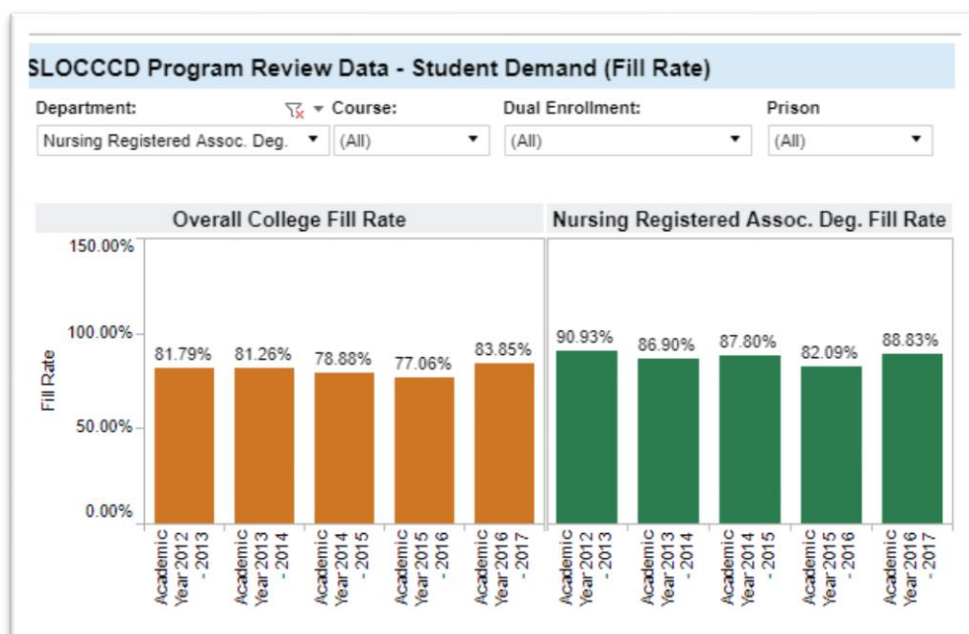 SLOCCCD Program Review Data - Student Demand (Fill Rate)
Department: Course: Dual Enrollment: Prison
Nursing Registered Assoc. Deg. (All) (All) (All)
Overall College Fill Rate
Nursing Registered Assoc. Deg. Fill Rate
Fill Rate
150.00%
100.00%
50.00%
0.00%
81.79%
81.26%
78.88%
77.06%
83.85%
90.93%
86.90%
87.80%
82.09%
88.83%
Academic
Year 2012
- 2013
Academic
Year 2013
- 2014
Academic
Year 2014
- 2015
Academic
Year 2015
- 2016
Academic
Year 2016
- 2017
Academic
Year 2012
- 2013
Academic
Year 2013
- 2014
Academic
Year 2014
- 2015
Academic
Year 2015
- 2016
Academic
Year 2016
- 2017